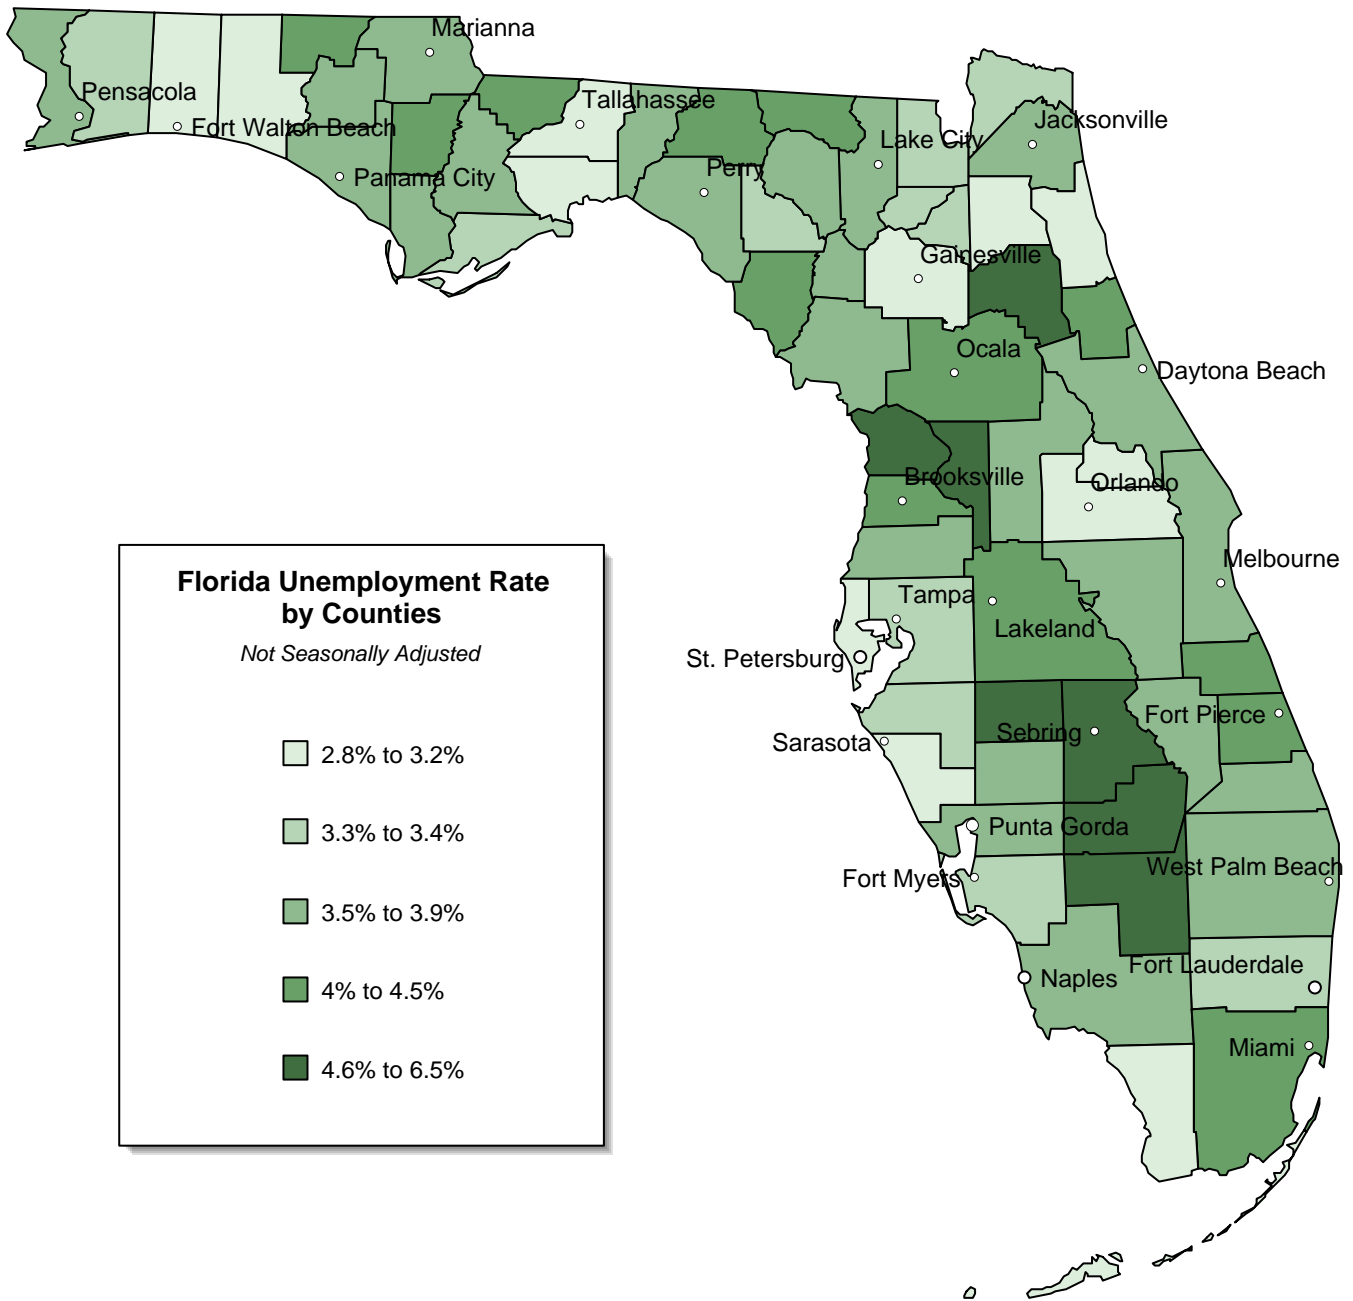 Marianna
Pensacola
Tallahassee
Fort Walton Beach
Jacksonville
Lake City
Perry
Panama City
Gainesville
Ocala
Daytona Beach
Brooksville
Orlando
Melbourne
Tampa
Lakeland
St. Petersburg
Fort Pierce
Sebring
Sarasota
Punta Gorda
West Palm Beach
Fort Myers
Fort Lauderdale
Naples
Miami
Florida Unemployment Rate
by Counties
Not Seasonally Adjusted
2.8% to 3.2%
3.3% to 3.4%
3.5% to 3.9%
4% to 4.5%
4.6% to 6.5%